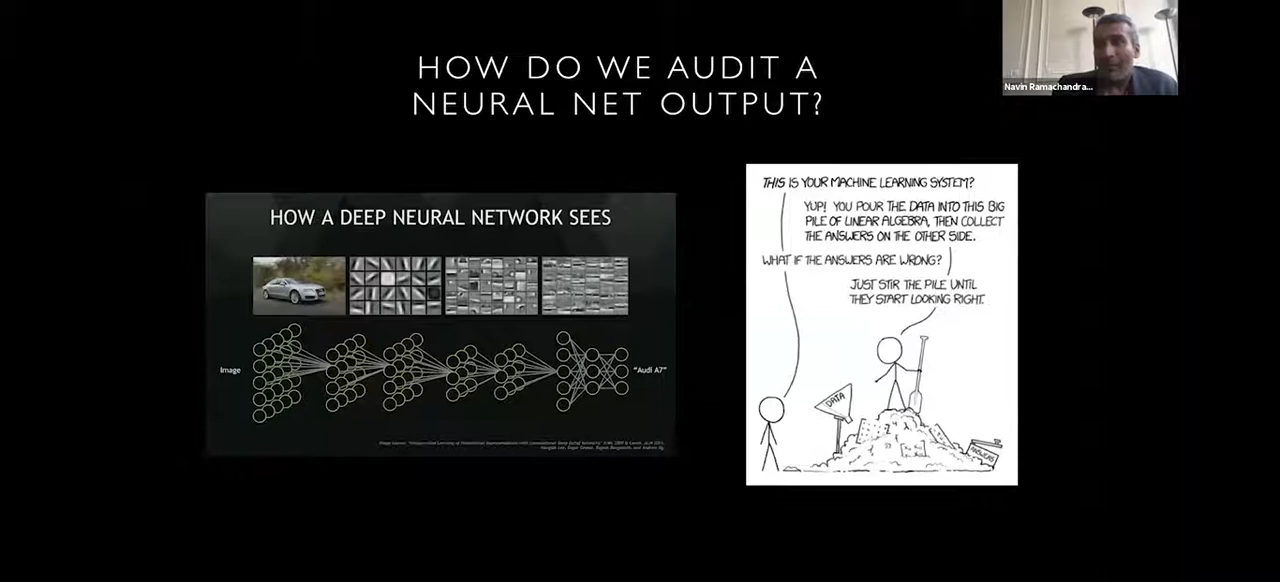 HOW DO WE AUDIT A
NEURAL NET OUTPUT?
Navin Ramachandra...
HOW A DEEP NEURAL NETWORK SEES
Image
"Audi A7"
THIS IS YOUR MACHINE LEARNING SYSTEM?
YUP! YOU POUR THE DATA INTO THIS BIG
PILE OF LINEAR ALGEBRA, THEN COLLECT
THE ANSWERS ON THE OTHER SIDE.
WHAT IF THE ANSWERS ARE WRONG?
JUST STIR THE PILE UNTIL
THEY START LOOKING RIGHT.
DATA
ANSWERS